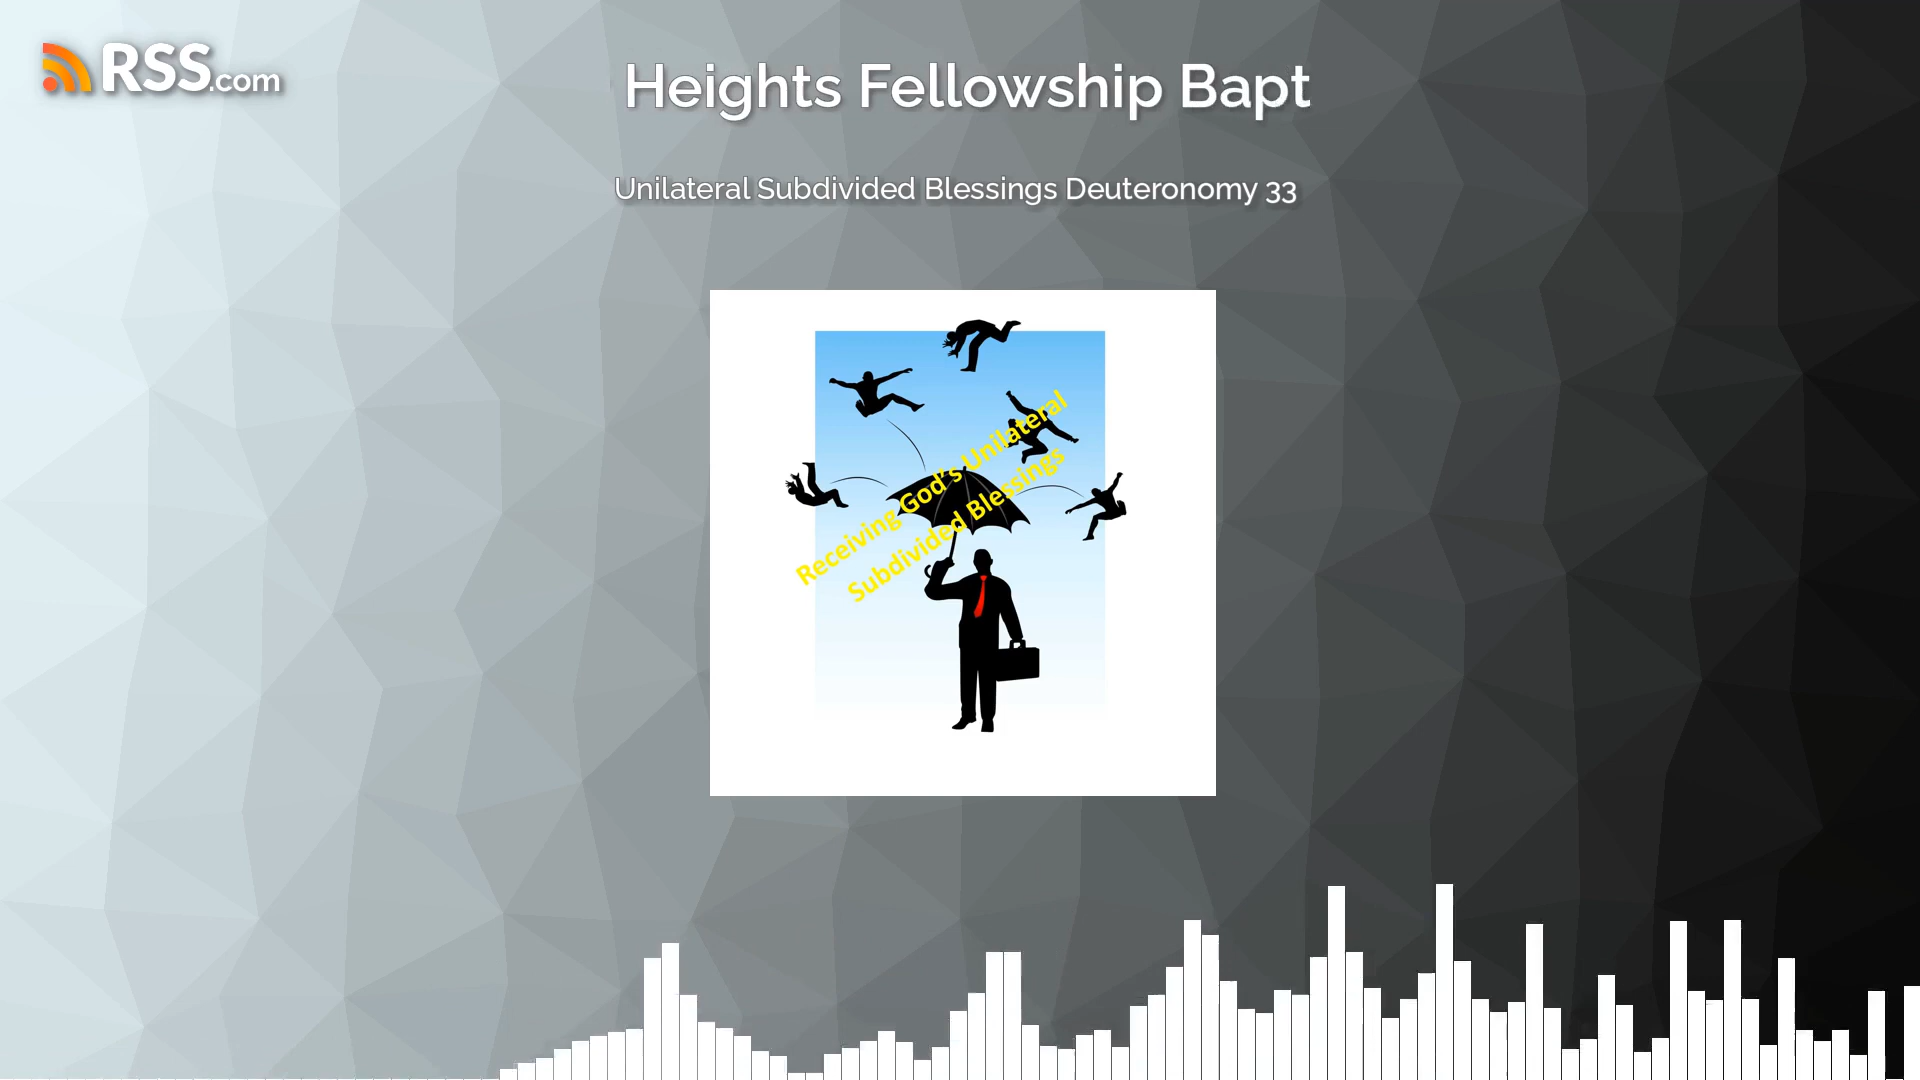 RSS.com
Heights Fellowship Bapt
Unilateral Subdivided Blessings Deuteronomy 33
Receiving God's Unilateral
Subdivided Blessings